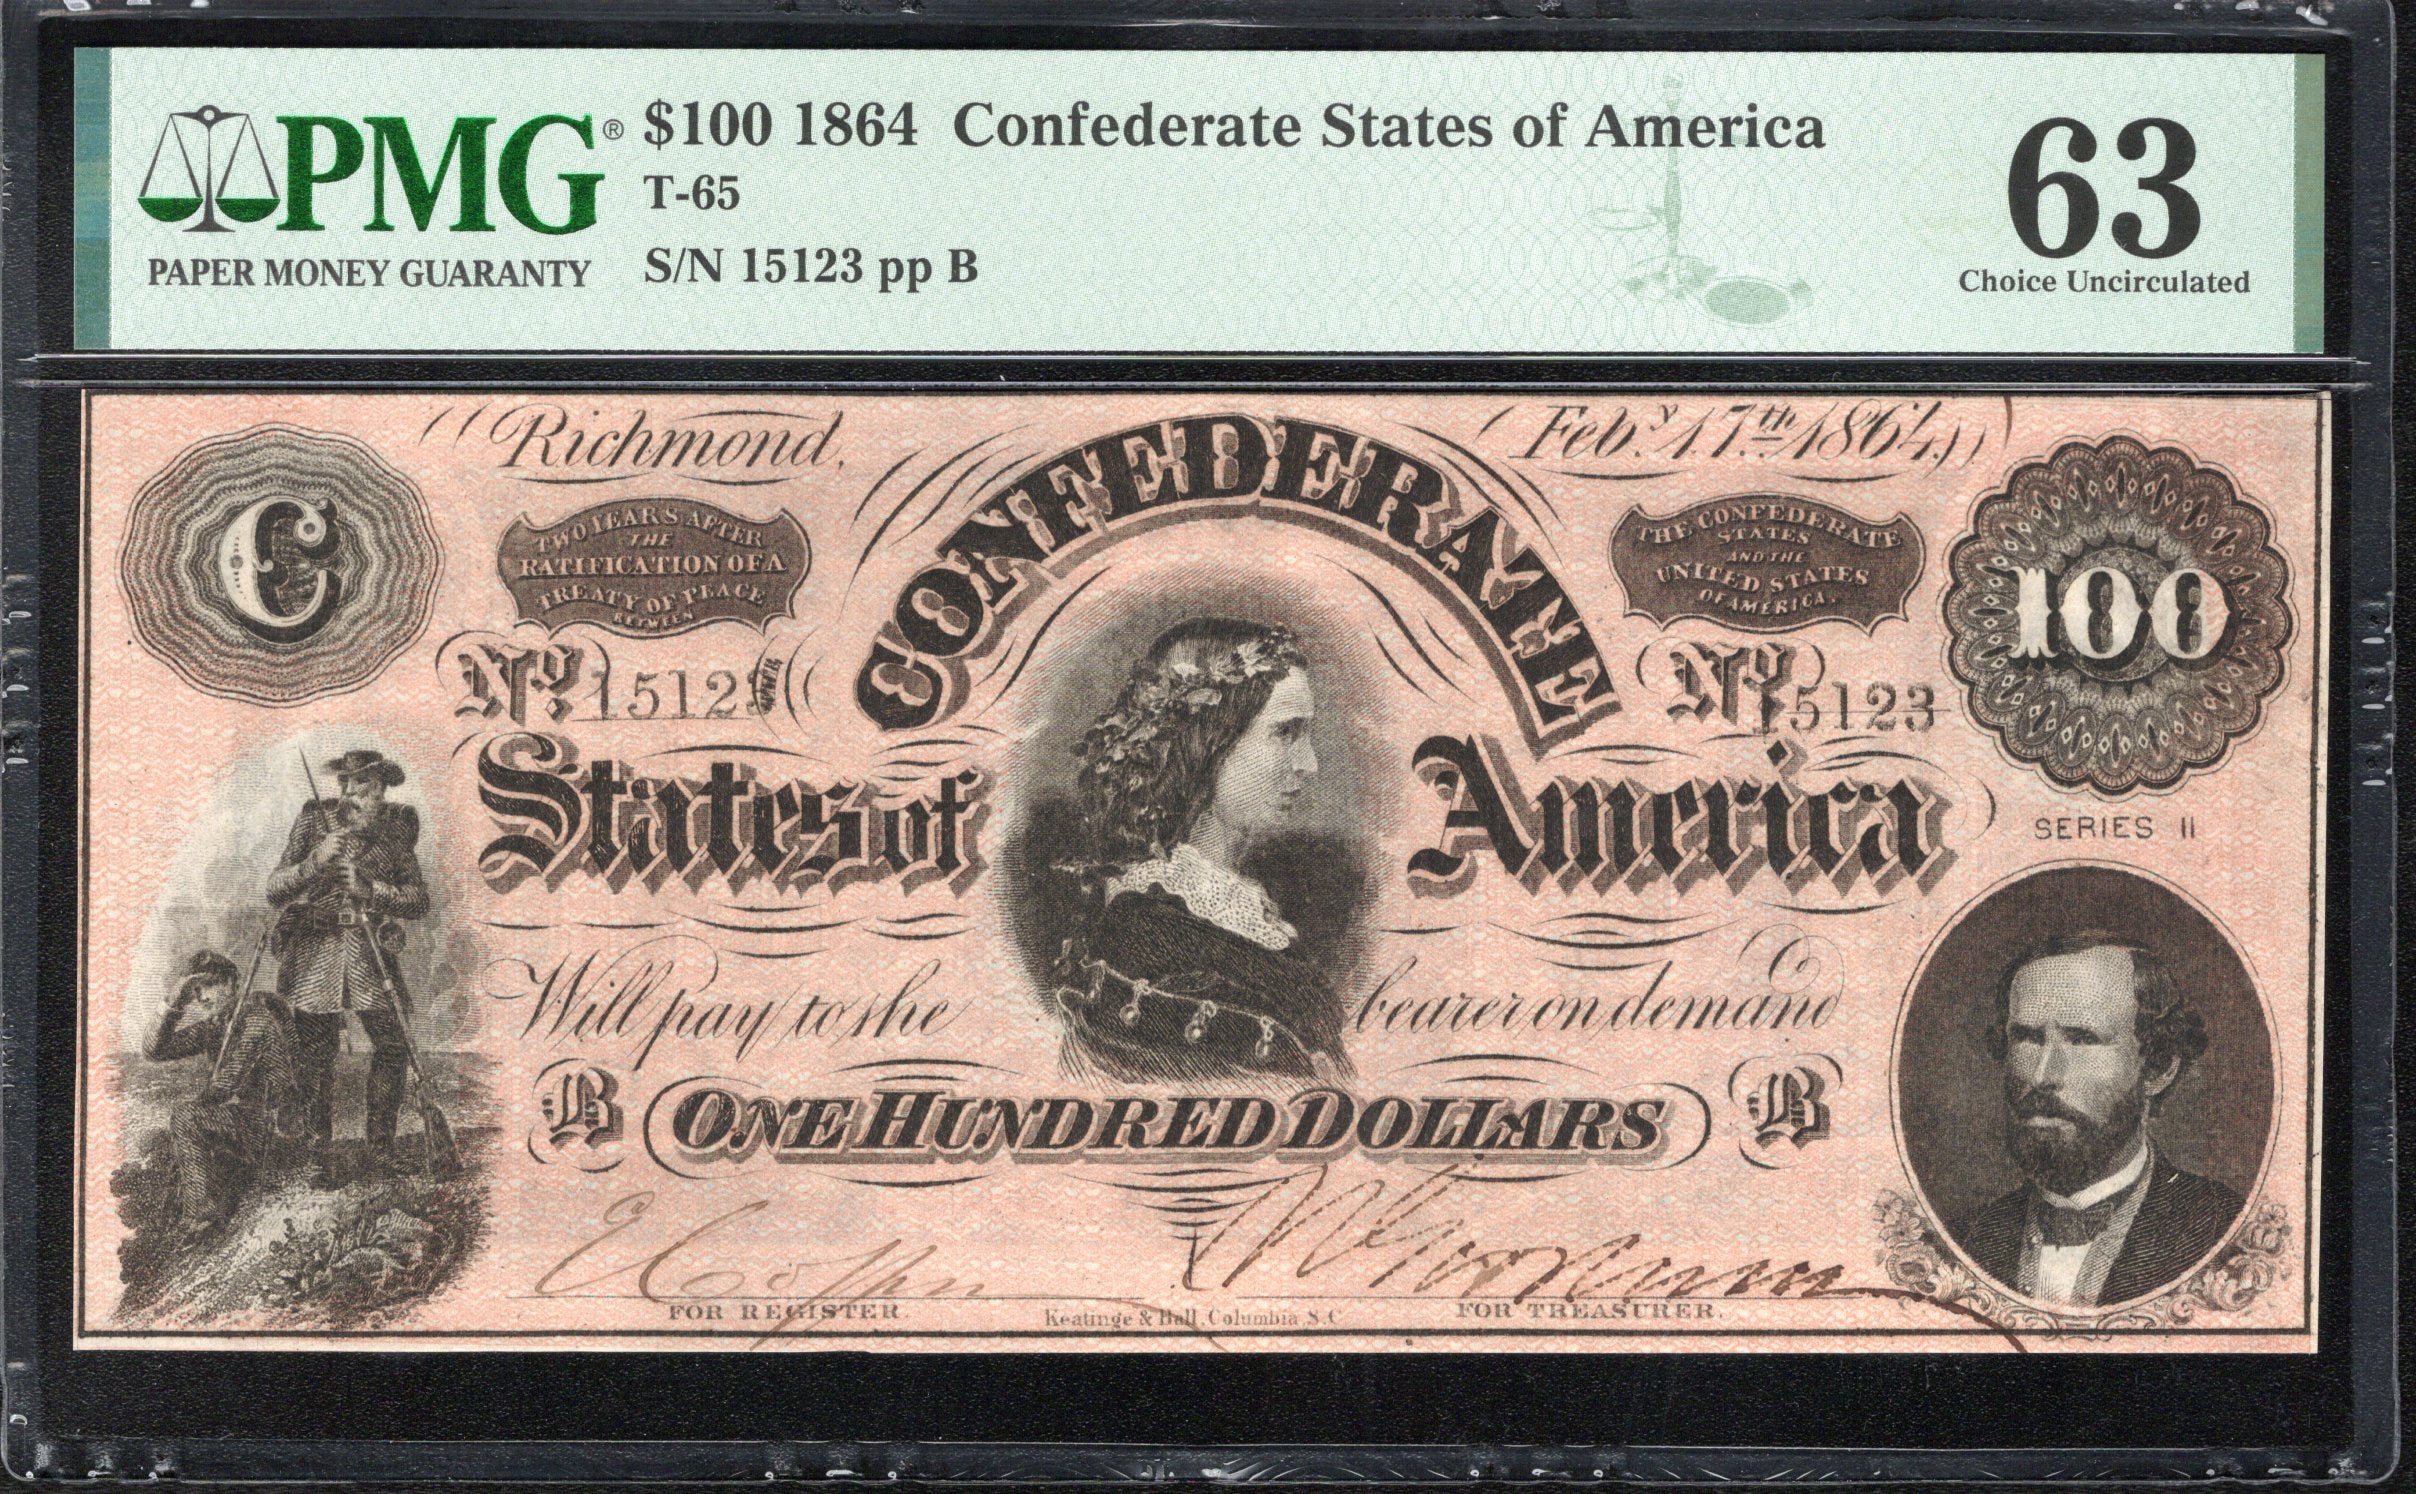 PMG®
PAPER MONEY GUARANTY
$100 1864 Confederate States of America
T-65
S/N 15123 pp B
63
Choice Uncirculated
Richmond,
Feb.y 17th 1864
C
TWO YEARS AFTER
THE
RATIFICATION OF A
TREATY OF PEACE
BETWEEN
THE CONFEDERATE
STATES
AND THE
UNITED STATES
OF AMERICA.
100
No. 15123
No. 15123
CONFEDERATE
States of America
SERIES II
Will pay to the bearer on demand
B ONE HUNDRED DOLLARS B
FOR REGISTER.
Keatinge & Ball, Columbia, S.C.
FOR TREASURER.